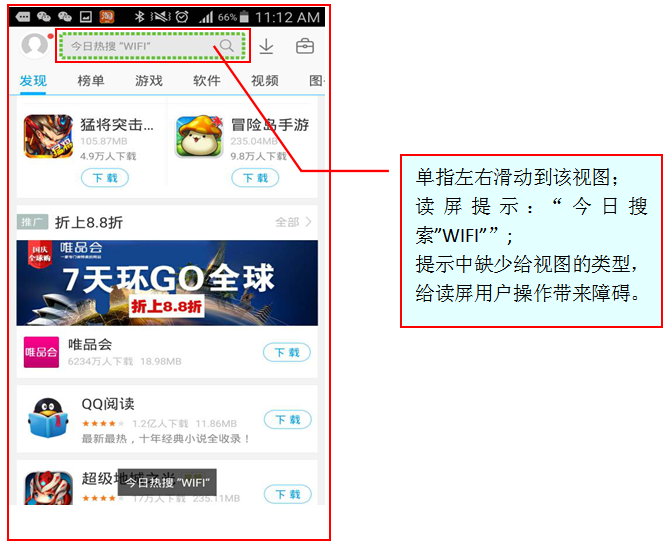 淘
66%
11:12 AM
今日热搜 “WIFI”
发现 榜单 游戏 软件 视频 图
猛将突击...
105.87MB
4.9万人下载
下 载
冒险岛手游
235.04MB
9.8万人下载
下 载
推广 折上8.8折 全部
国庆
全球购
唯品会
一家专门做特卖的网站
7天环GO全球
折上8.8折
唯品会
唯品会
6234万人下载 18.98MB
下 载
QQ阅读
1.2亿人下载 11.86MB
最新最热，十年经典小说全收录！
下 载
超级地城之光
17万人下载 235.11MB
下 载
今日热搜 “WIFI”
单指左右滑动到该视图；
读屏提示：“今日搜
索”WIFI””;
提示中缺少给视图的类型，
给读屏用户操作带来障碍。